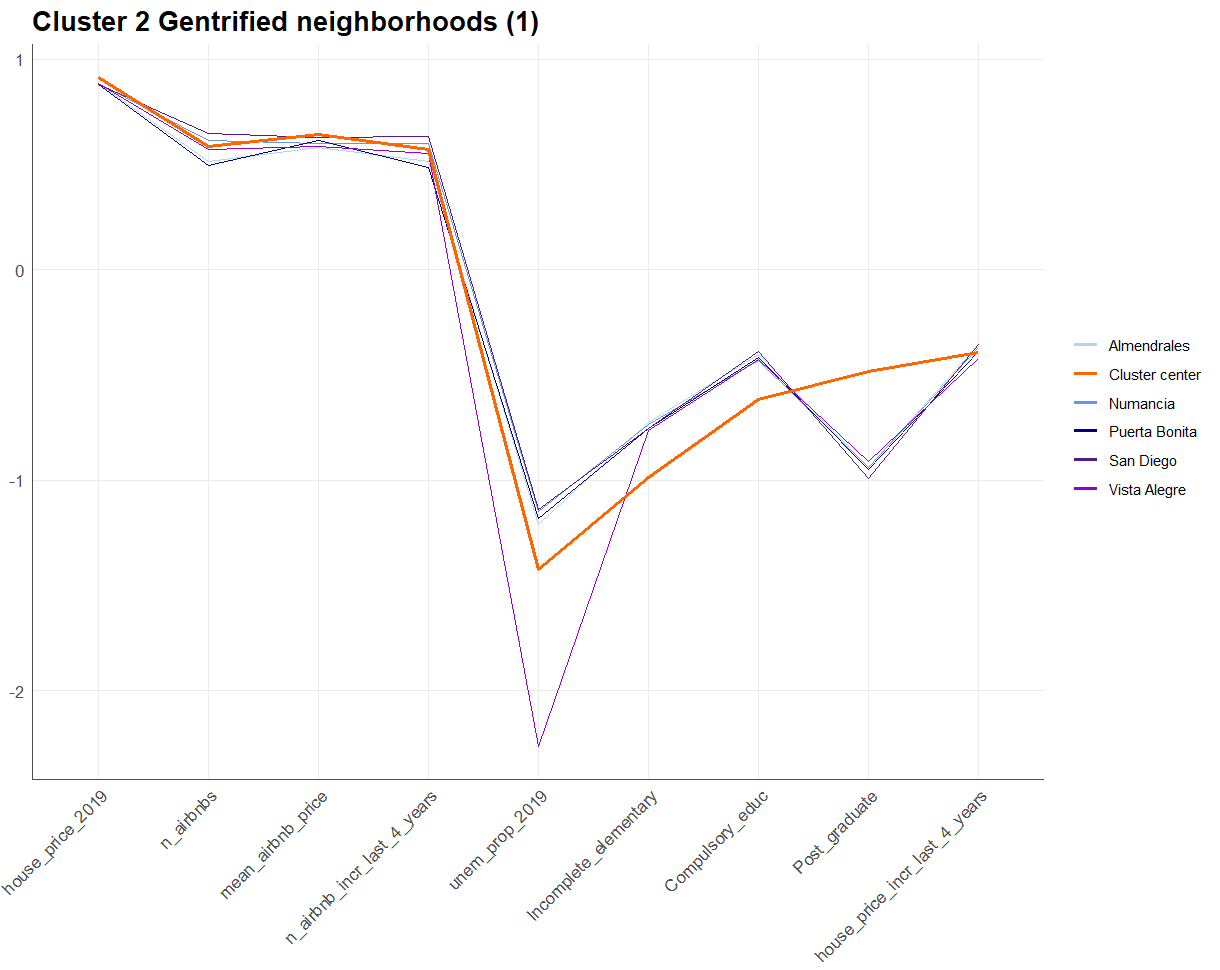 Cluster 2 Gentrified neighborhoods (1)
1
0
-1
-2
house_price_2019
n_airbnbs
mean_airbnb_price
n_airbnb_incr_last_4_years
unem_prop_2019
Incomplete_elementary
Compulsory_educ
Post_graduate
house_price_incr_last_4_years
Almendrales
Cluster center
Numancia
Puerta Bonita
San Diego
Vista Alegre